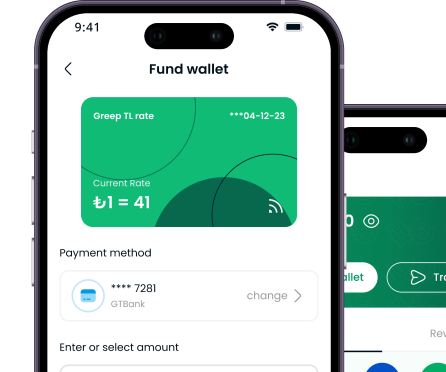 9:41
Fund wallet
Greep TL rate
***04-12-23
Current Rate
₺1 = 41
Payment method
**** 7281
GTBank
change
Enter or select amount
0
allet
Tra
Rev